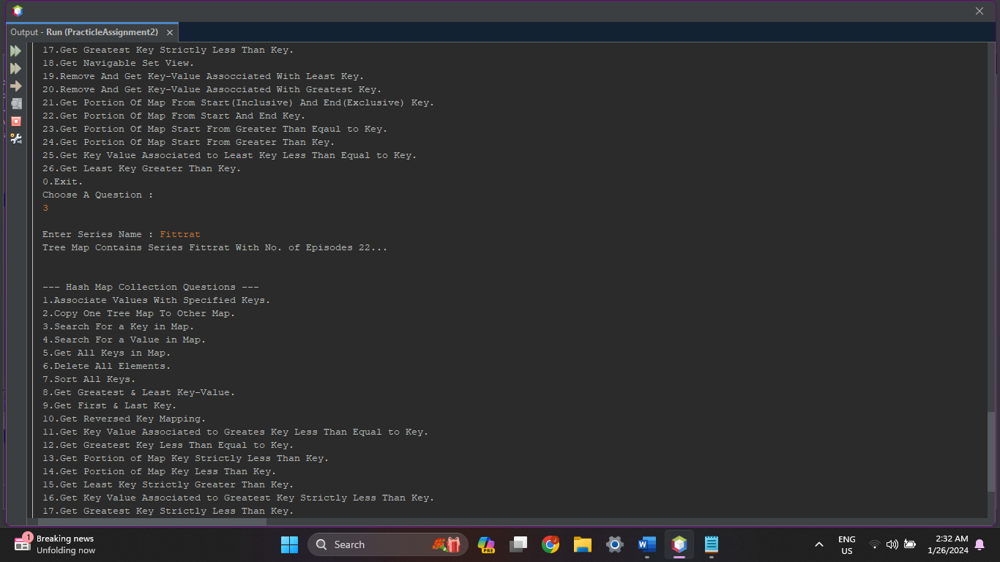 Output - Run (PracticleAssignment2)
17.Get Greatest Key Strictly Less Than Key.
18.Get Navigable Set View.
19.Remove And Get Key-Value Assocciated With Least Key.
20.Remove And Get Key-Value Assocciated With Greatest Key.
21.Get Portion Of Map From Start(Inclusive) And End(Exclusive) Key.
22.Get Portion Of Map From Start And End Key.
23.Get Portion Of Map Start From Greater Than Eqaul to Key.
24.Get Portion Of Map Start From Greater Than Key.
25.Get Key Value Associated to Least Key Less Than Equal to Key.
26.Get Least Key Greater Than Key.
0.Exit.
Choose A Question :
3
Enter Series Name : Fittrat
Tree Map Contains Series Fittrat With No. of Episodes 22...
--- Hash Map Collection Questions ---
1.Associate Values With Specified Keys.
2.Copy One Tree Map To Other Map.
3.Search For a Key in Map.
4.Search For a Value in Map.
5.Get All Keys in Map.
6.Delete All Elements.
7.Sort All Keys.
8.Get Greatest & Least Key-Value.
9.Get First & Last Key.
10.Get Reversed Key Mapping.
11.Get Key Value Associated to Greates Key Less Than Equal to Key.
12.Get Greatest Key Less Than Equal to Key.
13.Get Portion of Map Key Strictly Less Than Key.
14.Get Portion of Map Key Less Than Key.
15.Get Least Key Strictly Greater Than Key.
16.Get Key Value Associated to Greatest Key Strictly Less Than Key.
17.Get Greatest Key Strictly Less Than Key.
1
Breaking news
Unfolding now
Search
PRE
ENG
US
2:32 AM
1/26/2024